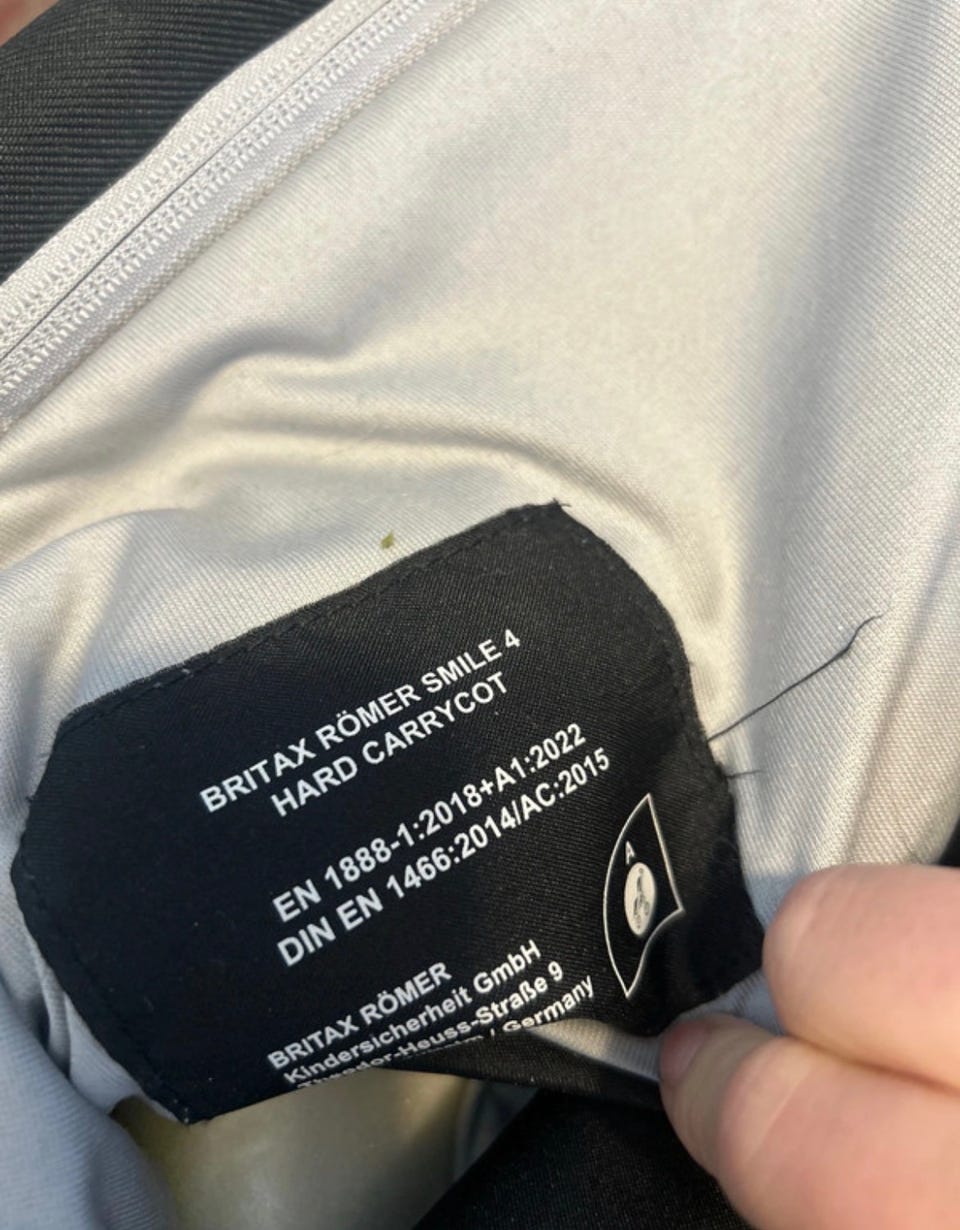 BRITAX RÖMER SMILE 4
HARD CARRYCOT
EN 1888-1:2018+A1:2022
DIN EN 1466:2014/AC:2015
A
BRITAX RÖMER
Kindersicherheit GmbH
Theodor-Heuss-Straße 9
/ Germany